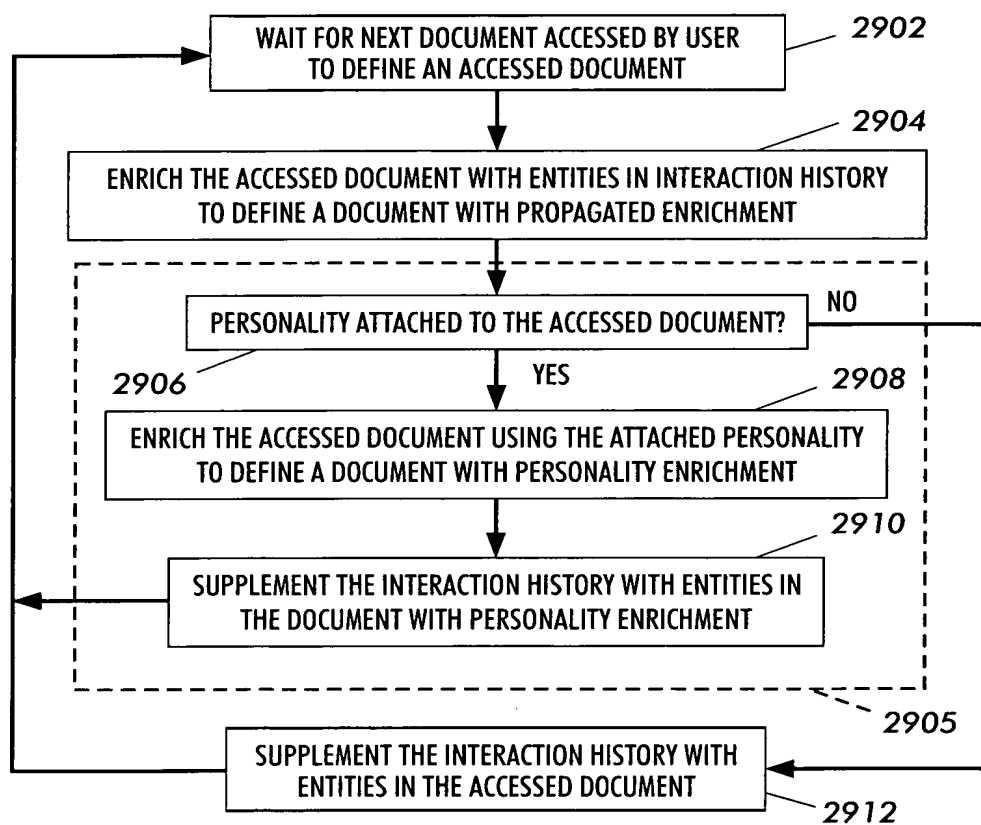 WAIT FOR NEXT DOCUMENT ACCESSED BY USER
TO DEFINE AN ACCESSED DOCUMENT
2902
2904
ENRICH THE ACCESSED DOCUMENT WITH ENTITIES IN INTERACTION HISTORY
TO DEFINE A DOCUMENT WITH PROPAGATED ENRICHMENT
PERSONALITY ATTACHED TO THE ACCESSED DOCUMENT?
NO
2906
YES
2908
ENRICH THE ACCESSED DOCUMENT USING THE ATTACHED PERSONALITY
TO DEFINE A DOCUMENT WITH PERSONALITY ENRICHMENT
2910
SUPPLEMENT THE INTERACTION HISTORY WITH ENTITIES IN
THE DOCUMENT WITH PERSONALITY ENRICHMENT
2905
SUPPLEMENT THE INTERACTION HISTORY WITH
ENTITIES IN THE ACCESSED DOCUMENT
2912